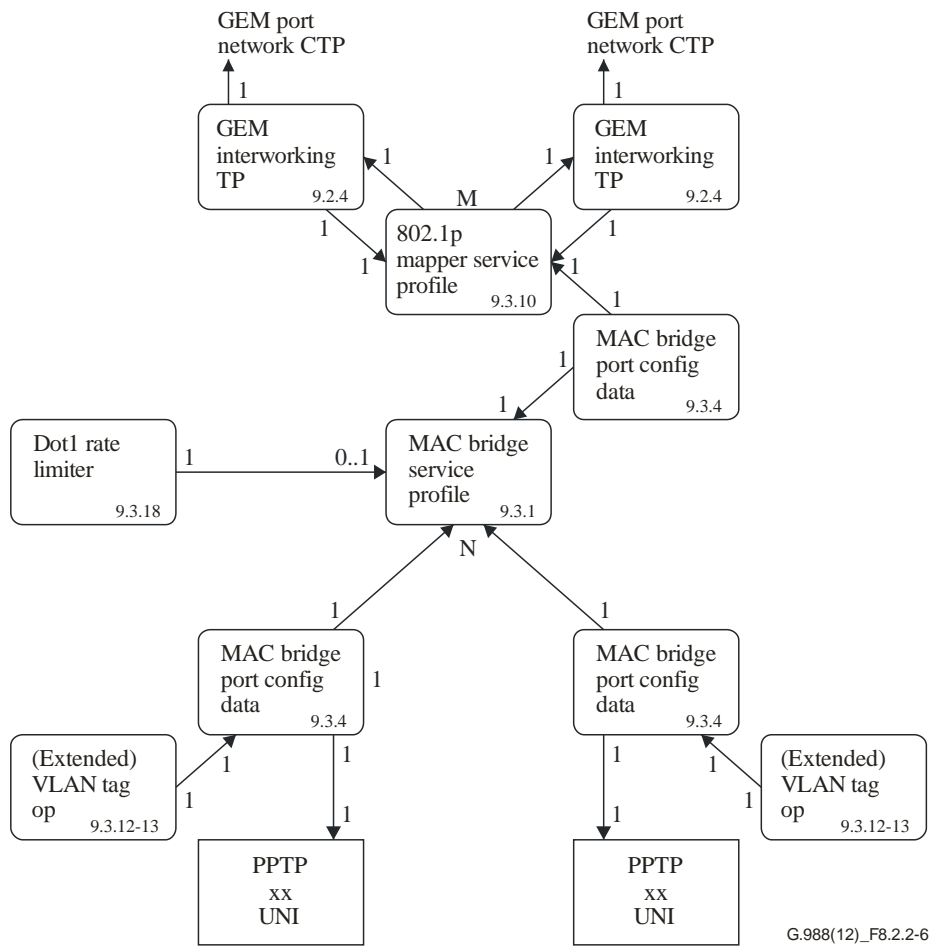 GEM port
network CTP
GEM port
network CTP
1
1
GEM
interworking
TP
9.2.4
GEM
interworking
TP
9.2.4
1
1
M
1
1
1
1
802.1p
mapper service
profile
9.3.10
1
1
MAC bridge
port config
data
9.3.4
1
1
Dot1 rate
limiter
9.3.18
1
0..1
MAC bridge
service
profile
9.3.1
N
1
1
MAC bridge
port config
data
9.3.4
1
MAC bridge
port config
data
9.3.4
(Extended)
VLAN tag
op
9.3.12-13
1
1
1
1
1
1
1
1
(Extended)
VLAN tag
op
9.3.12-13
PPTP
xx
UNI
PPTP
xx
UNI
G.988(12)_F8.2.2-6